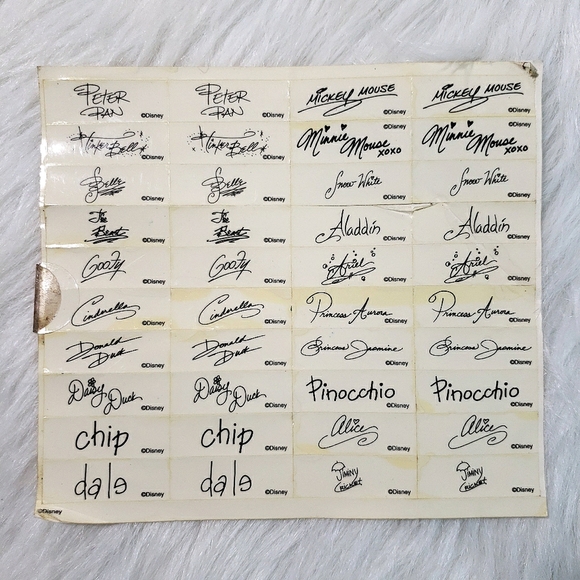 PETER PAN ©Disney PETER PAN ©Disney MICKEY MOUSE ©Disney MICKEY MOUSE ©Disney
Tinker Bell ©Disney Tinker Bell ©Disney Minnie Mouse XOXO ©Disney Minnie Mouse XOXO ©Disney
Belle ©Disney Belle ©Disney Snow White ©Disney Snow White ©Disney
The Beast ©Disney The Beast ©Disney Aladdin ©Disney Aladdin ©Disney
GOOFY ©Disney GOOFY ©Disney Ariel ©Disney Ariel ©Disney
Cinderella ©Disney Cinderella ©Disney Princess Aurora ©Disney Princess Aurora ©Disney
Donald Duck ©Disney Donald Duck ©Disney Princess Jasmine ©Disney Princess Jasmine ©Disney
Daisy Duck ©Disney Daisy Duck ©Disney Pinocchio ©Disney Pinocchio ©Disney
chip ©Disney chip ©Disney Alice ©Disney Alice ©Disney
dale ©Disney dale ©Disney JIMINY CRICKET ©Disney JIMINY CRICKET ©Disney
©Disney